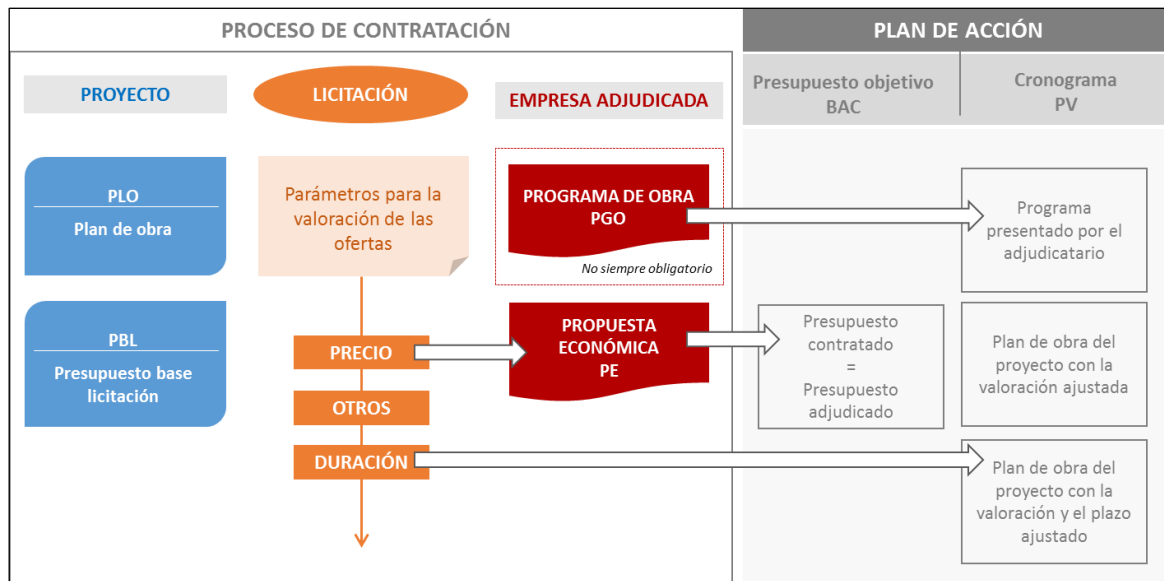 PROCESO DE CONTRATACIÓN
PLAN DE ACCIÓN
PROYECTO
LICITACIÓN
EMPRESA ADJUDICADA
Presupuesto objetivo
BAC
Cronograma
PV
PLO
Plan de obra
Parámetros para la
valoración de las
ofertas
PROGRAMA DE OBRA
PGO
No siempre obligatorio
Programa
presentado por el
adjudicatario
PBL
Presupuesto base
licitación
PRECIO
OTROS
DURACIÓN
PROPUESTA
ECONÓMICA
PE
Presupuesto
contratado
=
Presupuesto
adjudicado
Plan de obra del
proyecto con la
valoración ajustada
Plan de obra del
proyecto con la
valoración y el plazo
ajustado